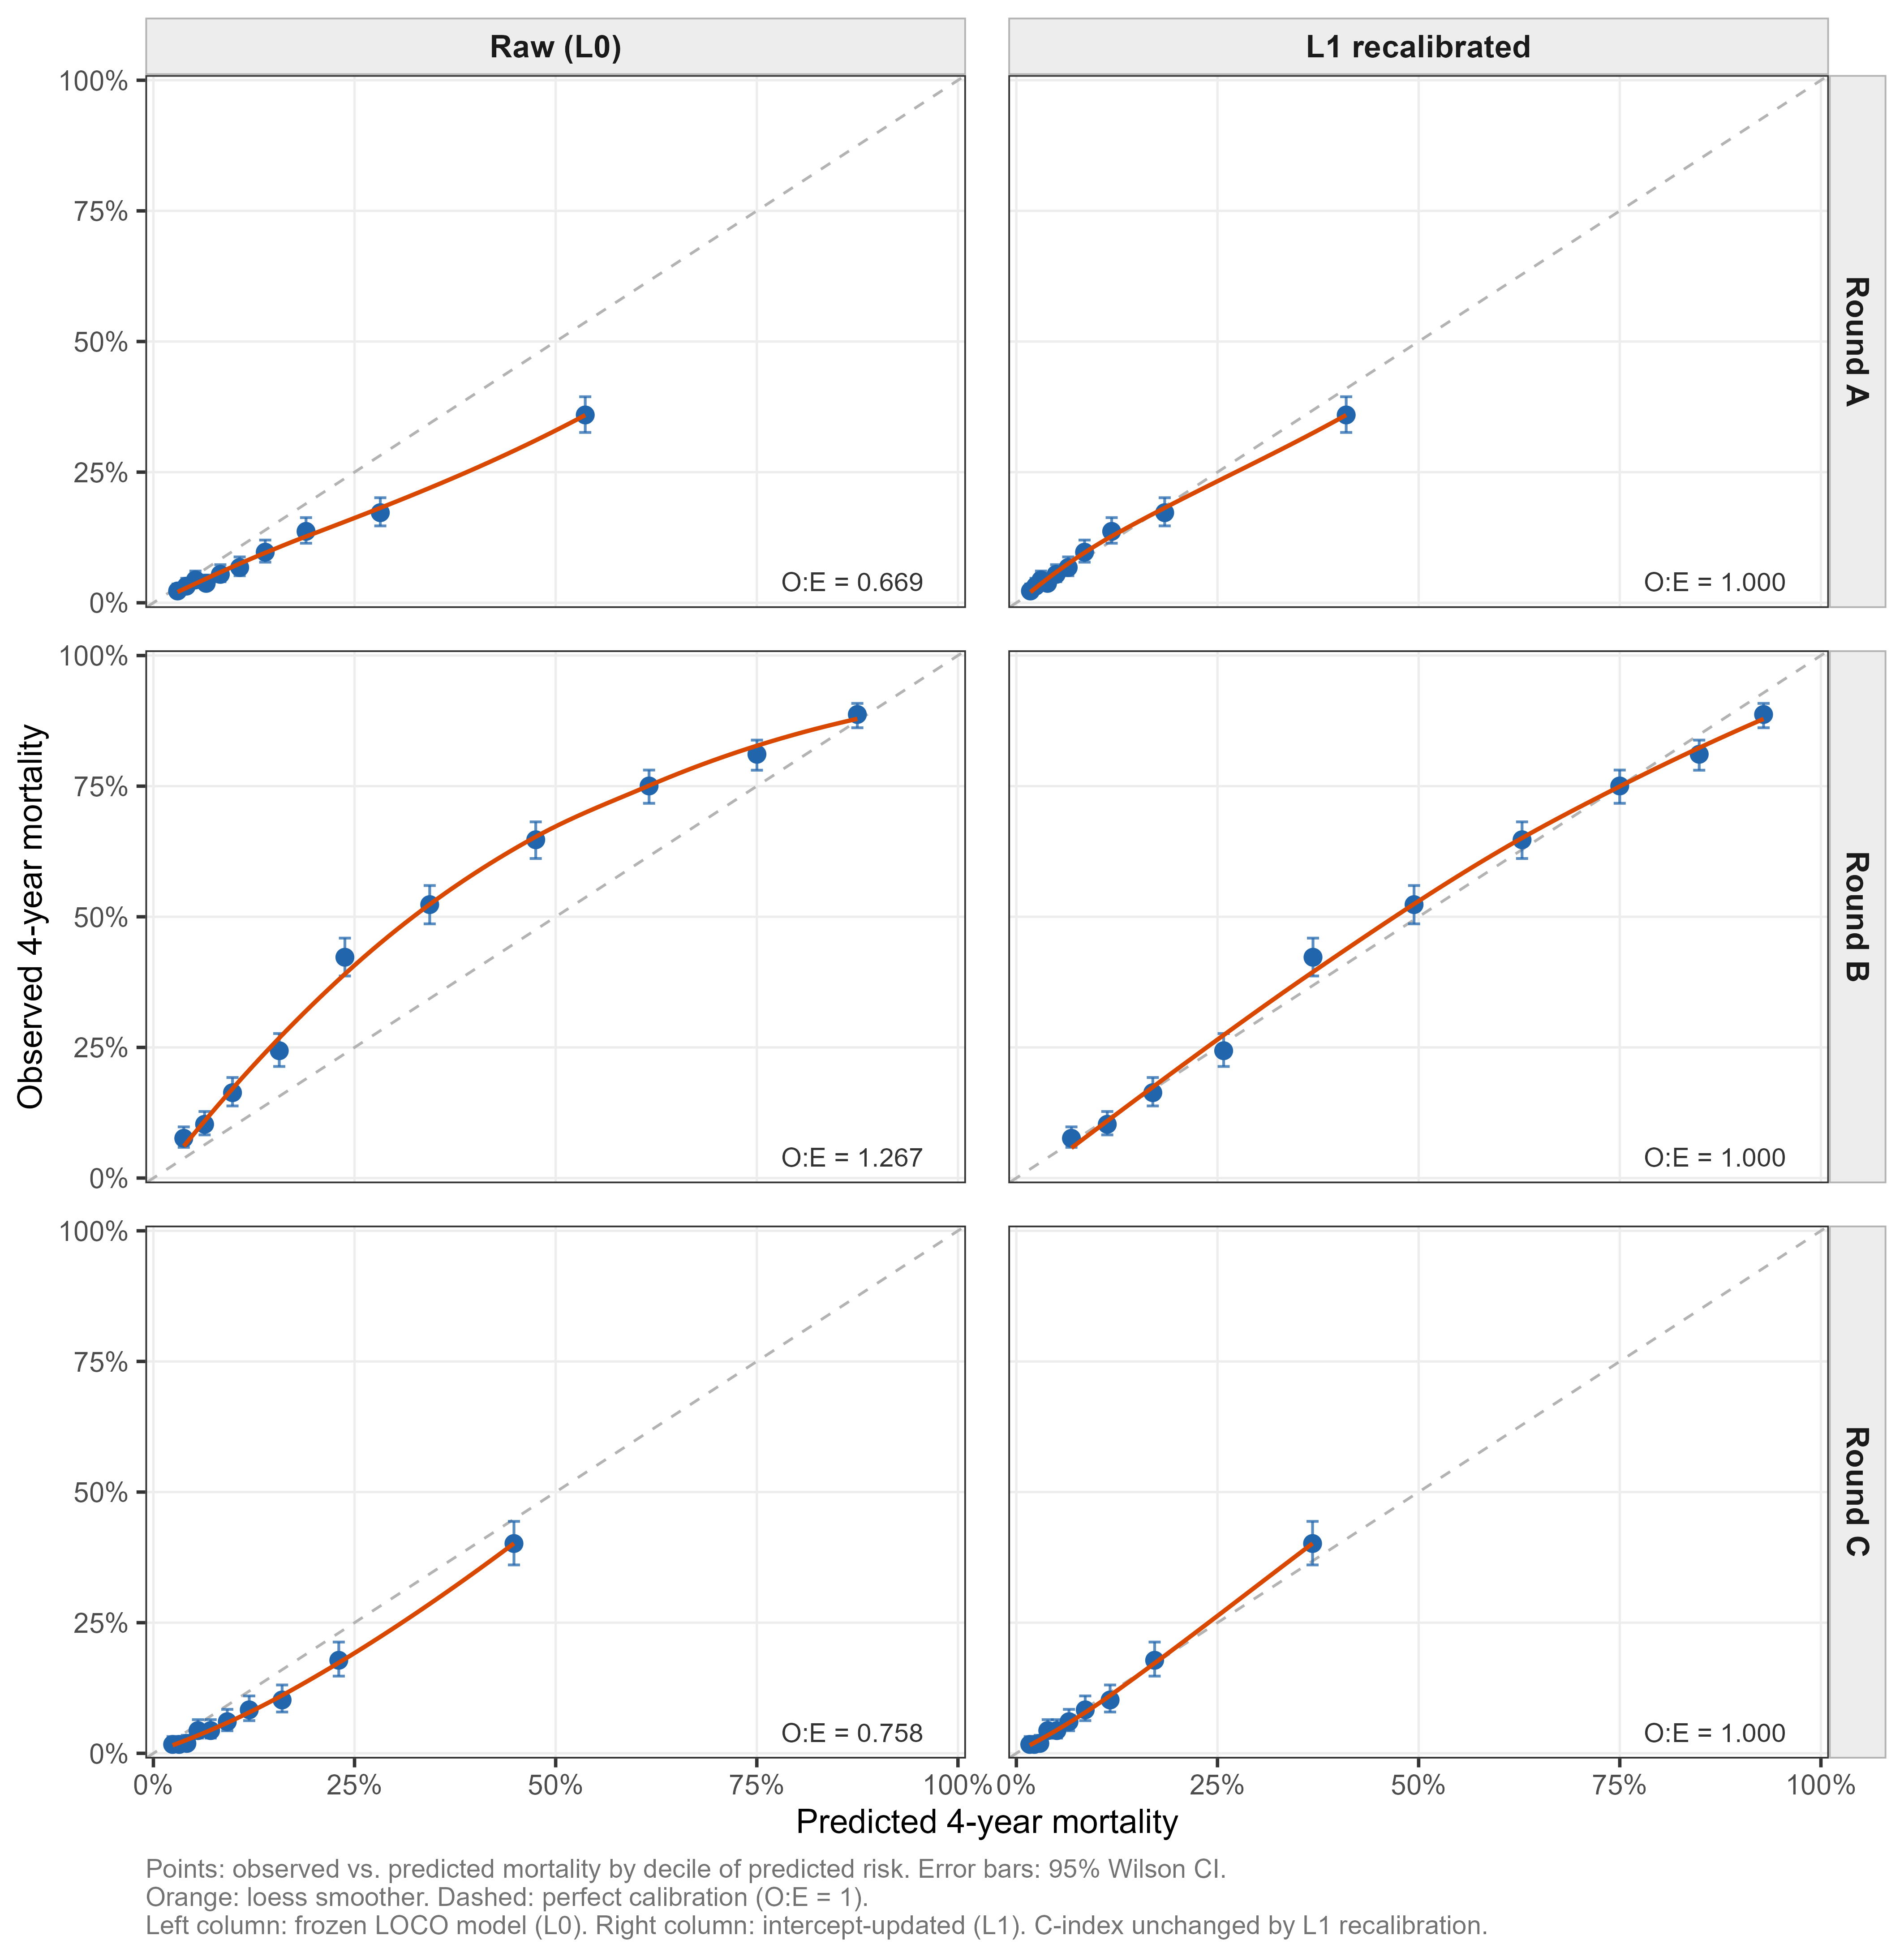 Raw (L0)
L1 recalibrated
100%
75%
50%
25%
0%
O:E = 0.669
O:E = 1.000
Round A
Observed 4-year mortality
100%
75%
50%
25%
0%
O:E = 1.267
O:E = 1.000
Round B
100%
75%
50%
25%
0%
O:E = 0.758
O:E = 1.000
Round C
0% 25% 50% 75% 100% 0% 25% 50% 75% 100%
Predicted 4-year mortality
Points: observed vs. predicted mortality by decile of predicted risk. Error bars: 95% Wilson CI.
Orange: loess smoother. Dashed: perfect calibration (O:E = 1).
Left column: frozen LOCO model (L0). Right column: intercept-updated (L1). C-index unchanged by L1 recalibration.